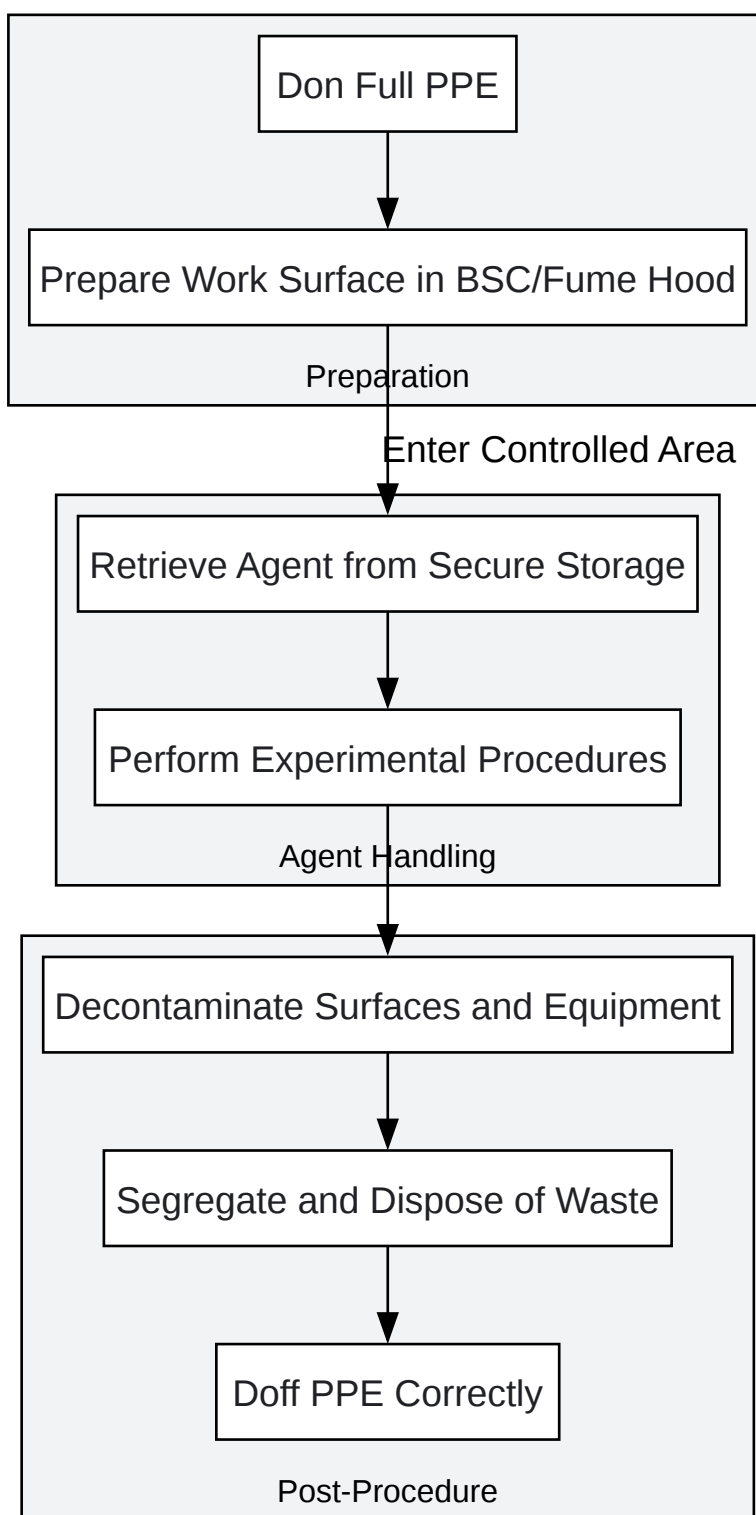 Don Full PPE
Prepare Work Surface in BSC/Fume Hood
Preparation
Enter Controlled Area
Retrieve Agent from Secure Storage
Perform Experimental Procedures
Agent Handling
Decontaminate Surfaces and Equipment
Segregate and Dispose of Waste
Doff PPE Correctly
Post-Procedure